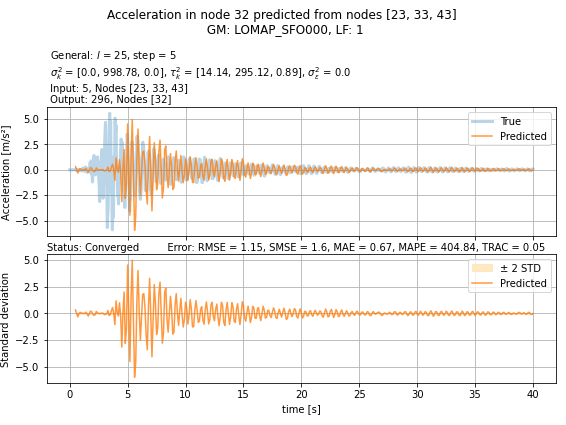 Acceleration in node 32 predicted from nodes [23, 33, 43]
GM: LOMAP_SFO000, LF: 1
General: l = 25, step = 5
σ²ₖ = [0.0, 998.78, 0.0], τ²ₖ = [14.14, 295.12, 0.89], σ²ε = 0.0
Input: 5, Nodes [23, 33, 43]
Output: 296, Nodes [32]
Acceleration [m/s²]
5.0
2.5
0.0
−2.5
−5.0
True
Predicted
Status: Converged Error: RMSE = 1.15, SMSE = 1.6, MAE = 0.67, MAPE = 404.84, TRAC = 0.05
Standard deviation
5.0
2.5
0.0
−2.5
−5.0
± 2 STD
Predicted
0 5 10 15 20 25 30 35 40
time [s]